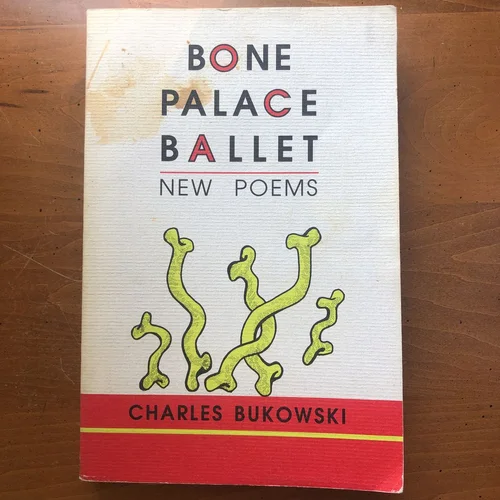 BONE
PALACE
BALLET
NEW POEMS
CHARLES BUKOWSKI